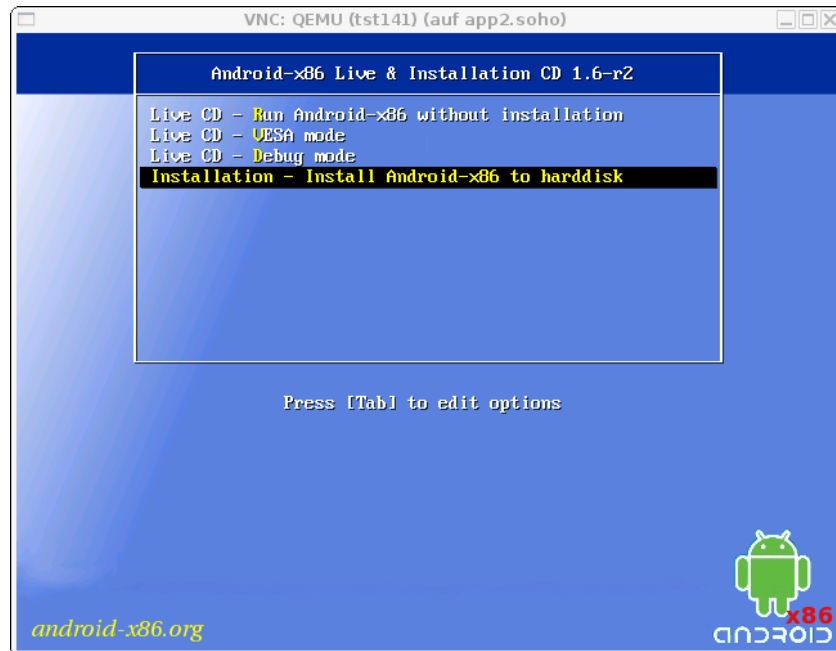 VNC: QEMU (tst141) (auf app2.soho)
Android-x86 Live & Installation CD 1.6-r2
Live CD - Run Android-x86 without installation
Live CD - VESA mode
Live CD - Debug mode
Installation - Install Android-x86 to harddisk
Press [Tab] to edit options
android-x86.org
x86
android